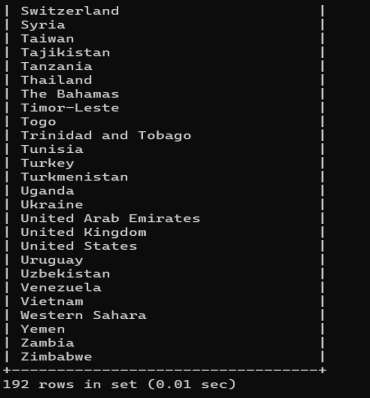 | Switzerland |
| Syria |
| Taiwan |
| Tajikistan |
| Tanzania |
| Thailand |
| The Bahamas |
| Timor-Leste |
| Togo |
| Trinidad and Tobago |
| Tunisia |
| Turkey |
| Turkmenistan |
| Uganda |
| Ukraine |
| United Arab Emirates |
| United Kingdom |
| United States |
| Uruguay |
| Uzbekistan |
| Venezuela |
| Vietnam |
| Western Sahara |
| Yemen |
| Zambia |
| Zimbabwe |
+----------------------------------+
192 rows in set (0.01 sec)